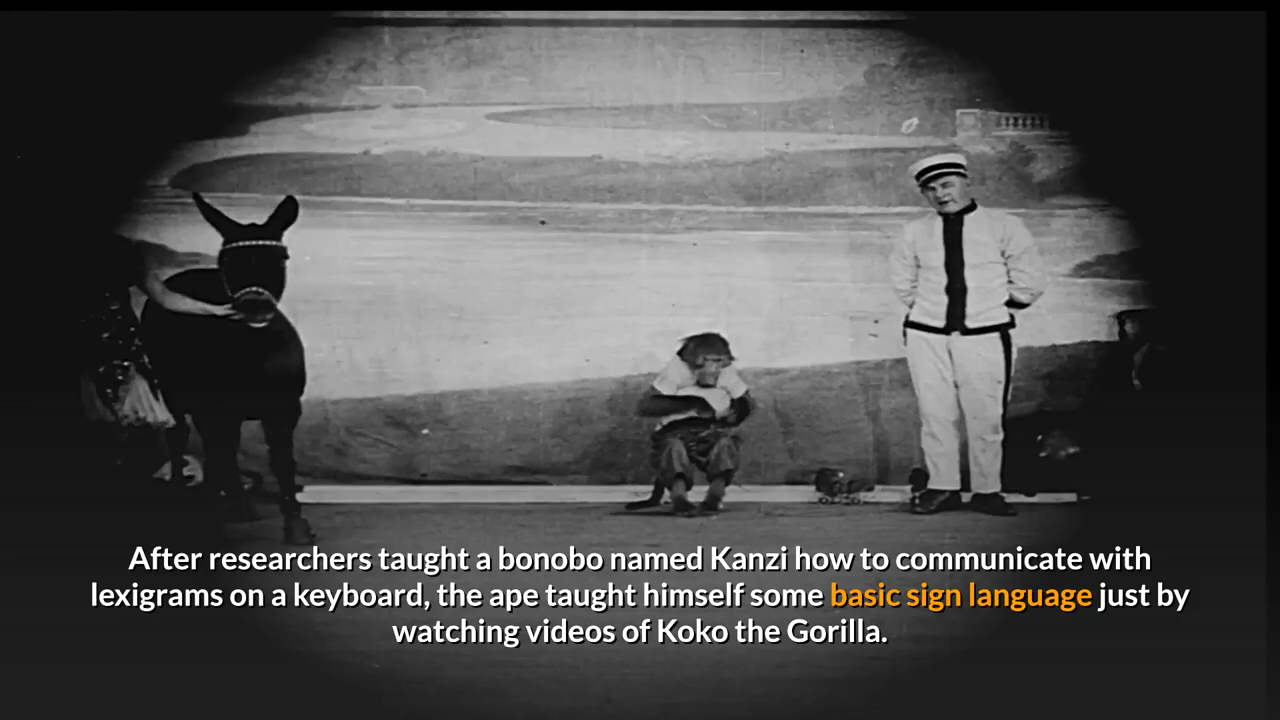 After researchers taught a bonobo named Kanzi how to communicate with
lexigrams on a keyboard, the ape taught himself some basic sign language just by
watching videos of Koko the Gorilla.